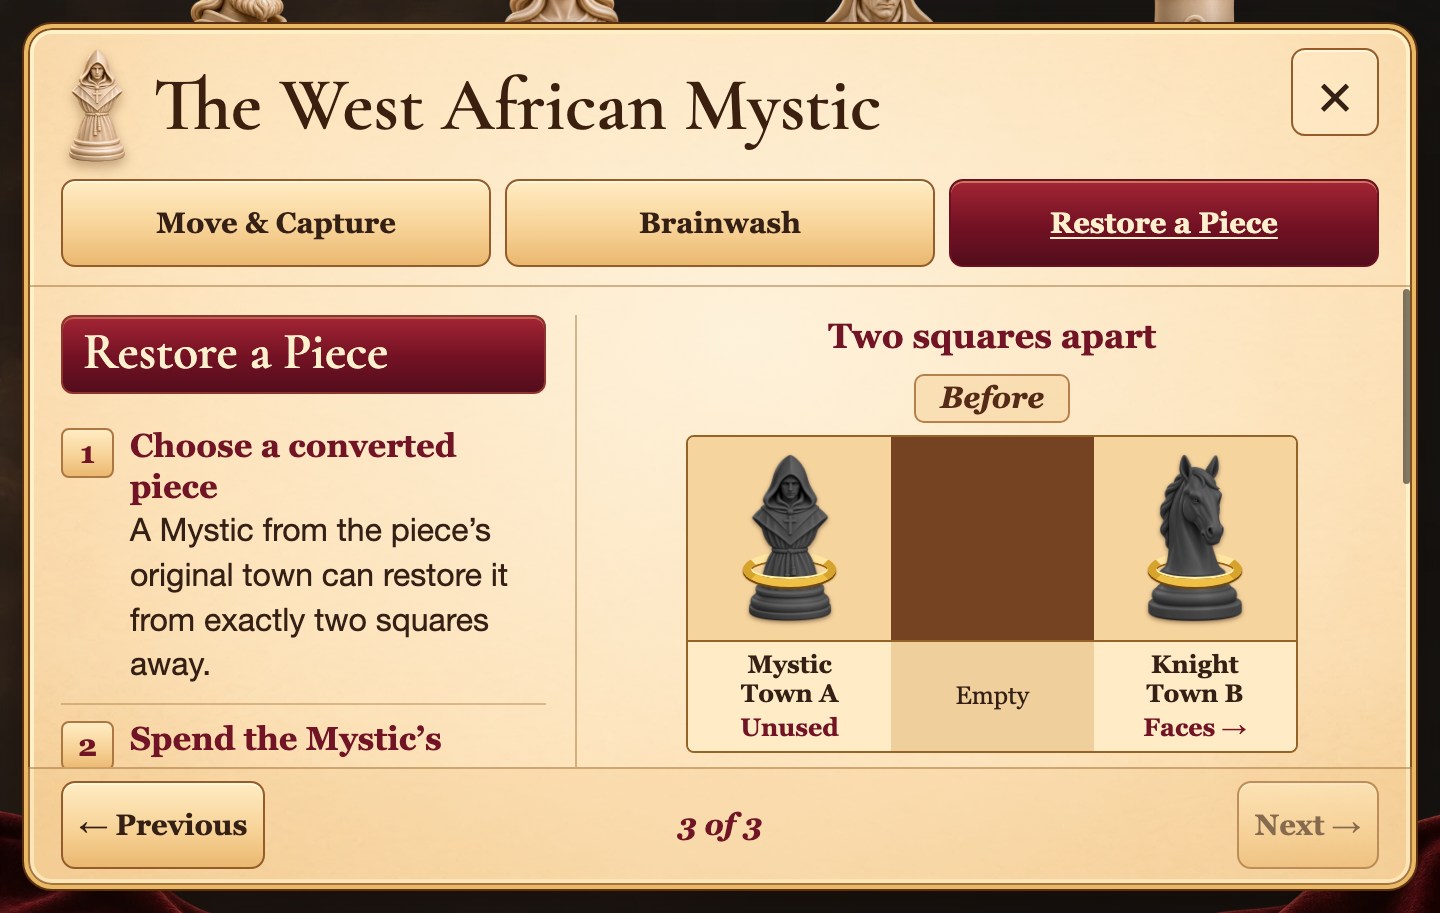 The West African Mystic
×
Move & Capture
Brainwash
Restore a Piece
Restore a Piece
1
Choose a converted
piece
A Mystic from the piece’s
original town can restore it
from exactly two squares
away.
2
Spend the Mystic’s
Two squares apart
Before
Mystic
Town A
Unused
Empty
Knight
Town B
Faces →
← Previous
3 of 3
Next →